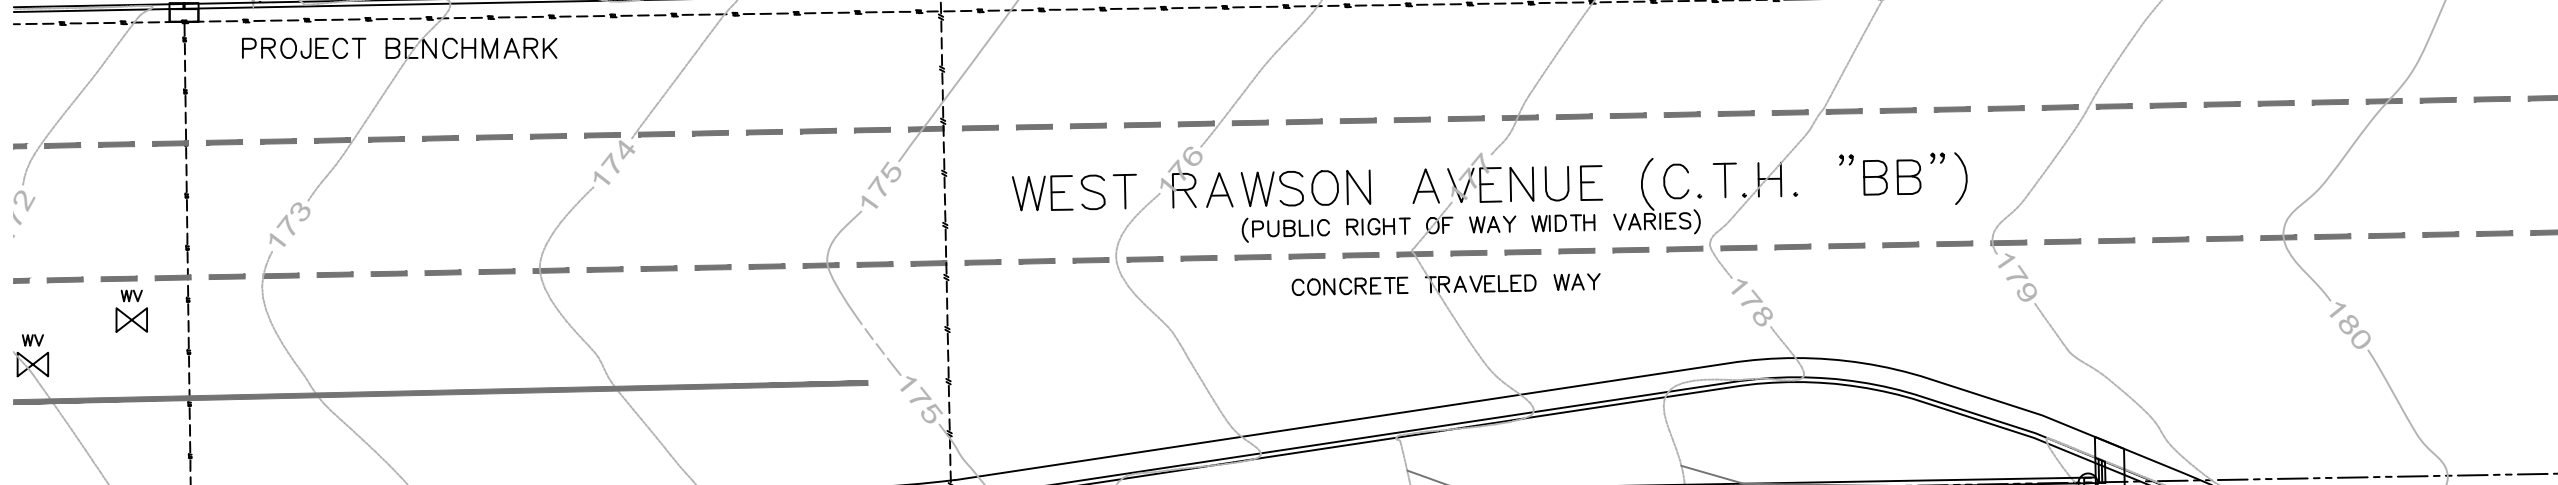 PROJECT BENCHMARK
174
176
177
175
WEST RAWSON AVENUE (C.T.H. "BB")
172
173
(PUBLIC RIGHT OF WAY WIDTH VARIES)
179
CONCRETE TRAVELED WAY
WV
178
180
WV
175